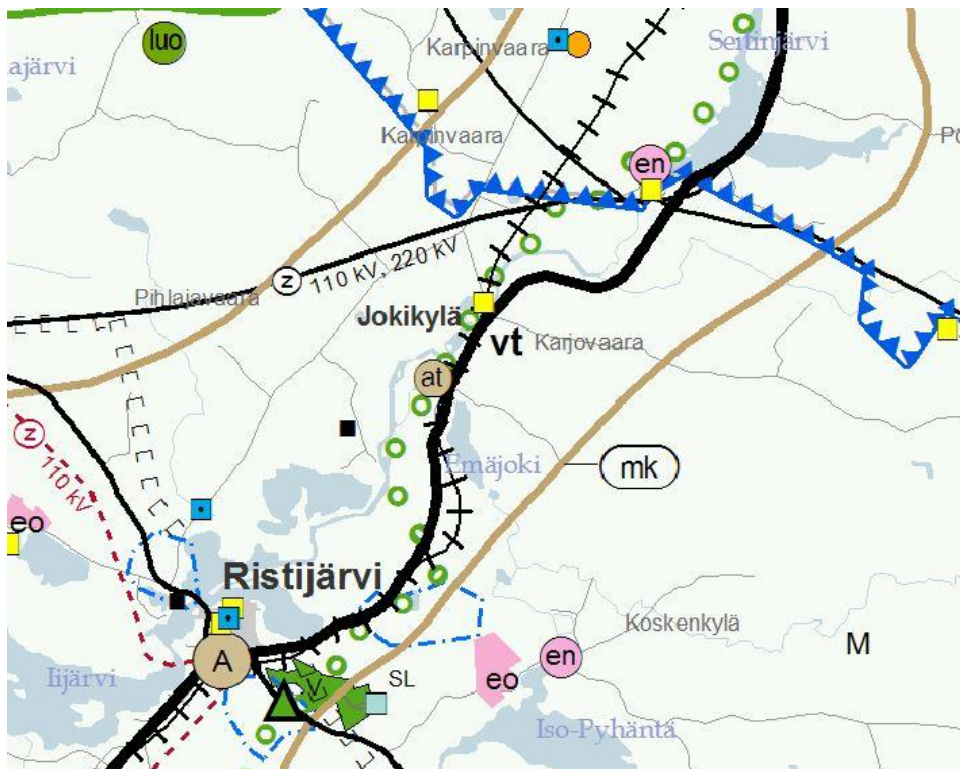 luo
Karpinvaara
Seitinjärvi
ajärvi
Karpinvaara
en
110 kV, 220 kV
z
Pihlajavaara
Jokikylä
vt
Karjovaara
at
z
110 kV
Emäjoki
mk
eo
Ristijärvi
Koskenkylä
M
A
en
SL
eo
V
Iijärvi
Iso-Pyhäntä